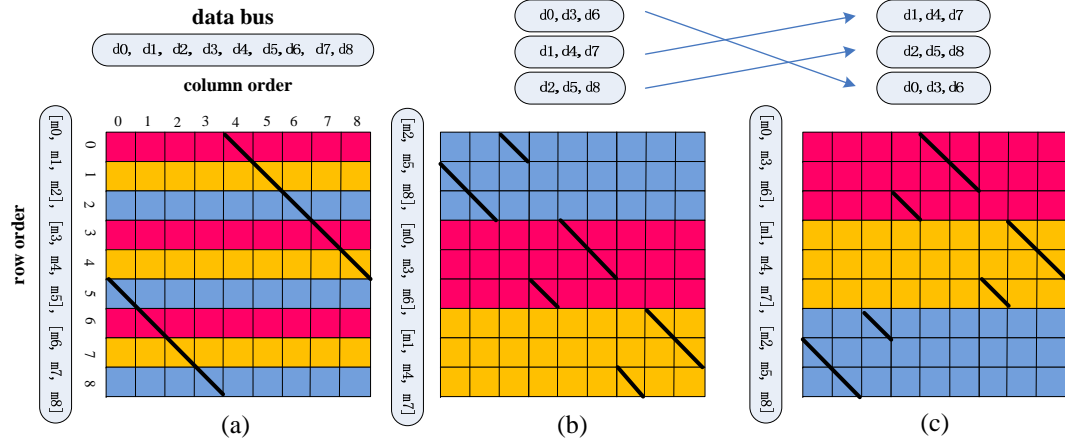 data bus
d0, d1, d2, d3, d4, d5, d6, d7, d8
column order
0 1 2 3 4 5 6 7 8
row order
[m0, m1, m2], [m3, m4, m5], [m6, m7, m8]
0
1
2
3
4
5
6
7
8
(a)
d0, d3, d6
d1, d4, d7
d2, d5, d8
d1, d4, d7
d2, d5, d8
d0, d3, d6
[m2, m5, m8], [m0, m3, m6], [m1, m4, m7]
(b)
[m0, m3, m6], [m1, m4, m7], [m2, m5, m8]
(c)